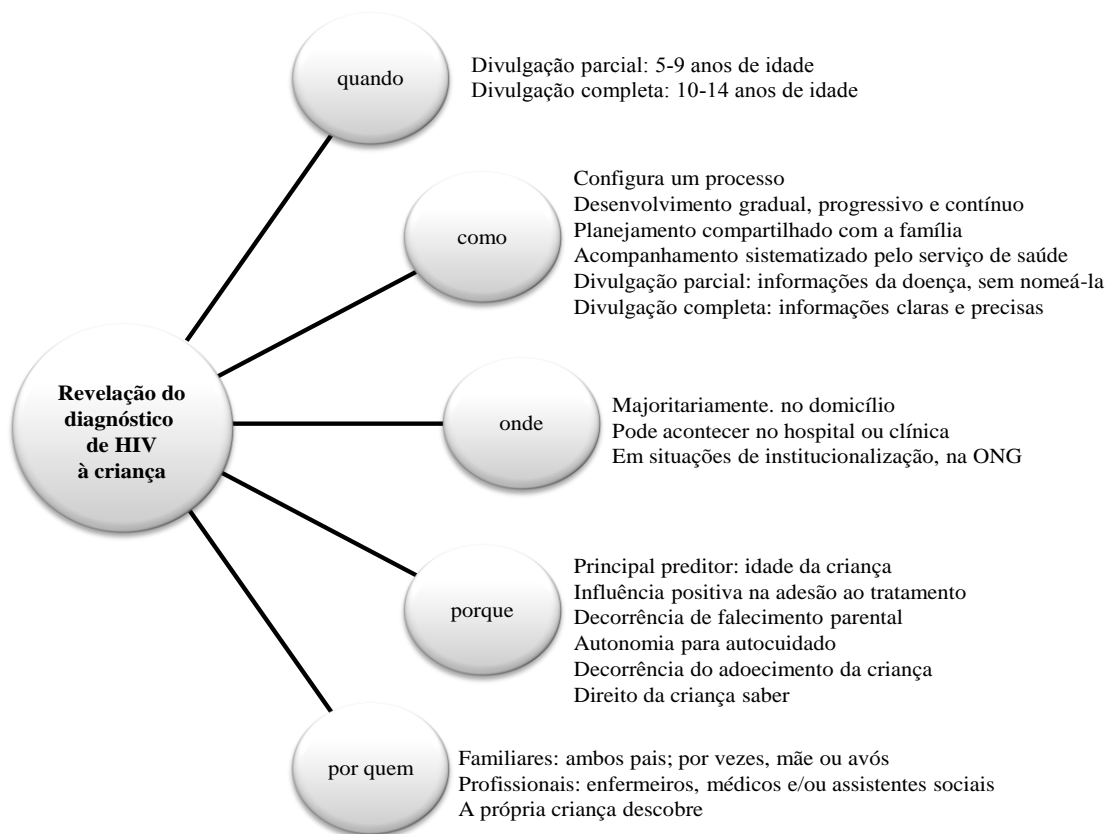 quando
Divulgação parcial: 5-9 anos de idade
Divulgação completa: 10-14 anos de idade
como
Configura um processo
Desenvolvimento gradual, progressivo e contínuo
Planejamento compartilhado com a família
Acompanhamento sistematizado pelo serviço de saúde
Divulgação parcial: informações da doença, sem nomeá-la
Divulgação completa: informações claras e precisas
Revelação do
diagnóstico
de HIV
à criança
onde
Majoritariamente. no domicílio
Pode acontecer no hospital ou clínica
Em situações de institucionalização, na ONG
porque
Principal preditor: idade da criança
Influência positiva na adesão ao tratamento
Decorrência de falecimento parental
Autonomia para autocuidado
Decorrência do adoecimento da criança
Direito da criança saber
por quem
Familiares: ambos pais; por vezes, mãe ou avós
Profissionais: enfermeiros, médicos e/ou assistentes sociais
A própria criança descobre